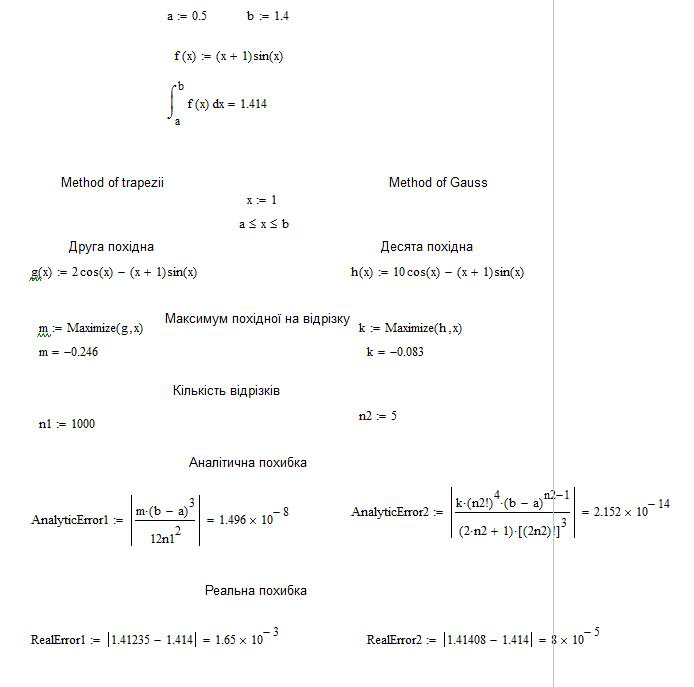 a := 0.5 b := 1.4
f(x) := (x + 1)sin(x)
∫_a^b f(x) dx = 1.414
Method of trapezii Method of Gauss
x := 1
a ≤ x ≤ b
Друга похідна Десята похідна
g(x) := 2cos(x) − (x + 1)sin(x) h(x) := 10cos(x) − (x + 1)sin(x)
Максимум похідної на відрізку
m := Maximize(g,x) k := Maximize(h,x)
m = −0.246 k = −0.083
Кількість відрізків
n1 := 1000 n2 := 5
Аналітична похибка
AnalyticError1 := |m·(b − a)^3 / 12n1^2| = 1.496 × 10^−8 AnalyticError2 := |k·(n2!)^4·(b − a)^n2−1 / (2·n2 + 1)·[(2n2)!]^3| = 2.152 × 10^−14
Реальна похибка
RealError1 := |1.41235 − 1.414| = 1.65 × 10^−3 RealError2 := |1.41408 − 1.414| = 8 × 10^−5